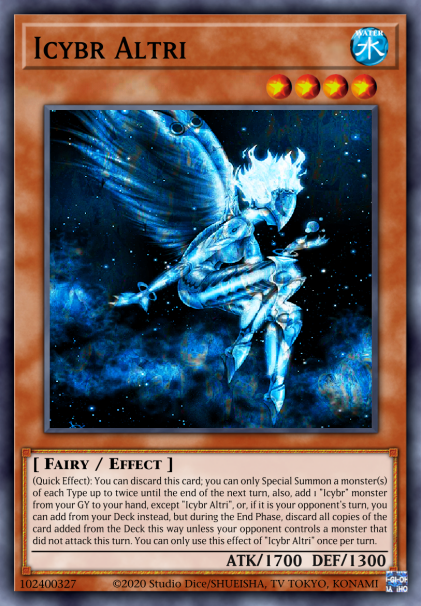 Icybr Altri
WATER
水
[ Fairy / Effect ]
(Quick Effect): You can discard this card; you can only Special Summon a monster(s)
of each Type up to twice until the end of the next turn, also, add 1 "Icybr" monster
from your GY to your hand, except "Icybr Altri", or, if it is your opponent's turn, you
can add from your Deck instead, but during the End Phase, discard all copies of the
card added from the Deck this way unless your opponent controls a monster that
did not attack this turn. You can only use this effect of "Icybr Altri" once per turn.
ATK/1700 DEF/1300
102400327 ©2020 Studio Dice/SHUEISHA, TV TOKYO, KONAMI